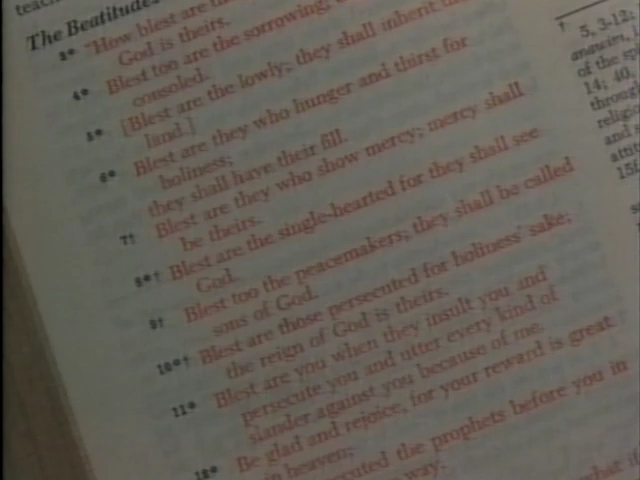 The Beatitudes
3* "How blest are the
God is theirs.
4* Blest too are the sorrowing; they
consoled.
5* [Blest are the lowly; they shall inherit the
land.]
6* Blest are they who hunger and thirst for
holiness;
they shall have their fill.
7† Blest are they who show mercy; mercy shall
be theirs.
8*† Blest are the single-hearted for they shall see
God.
9† Blest too the peacemakers; they shall be called
sons of God.
10*† Blest are those persecuted for holiness' sake;
the reign of God is theirs.
11* Blest are you when they insult you and
persecute you and utter every kind of
slander against you because of me.
12* Be glad and rejoice, for your reward is great
in heaven;
the prophets before you in
way.
what if
† 5, 3-12:
of the
14; 40,
through
and